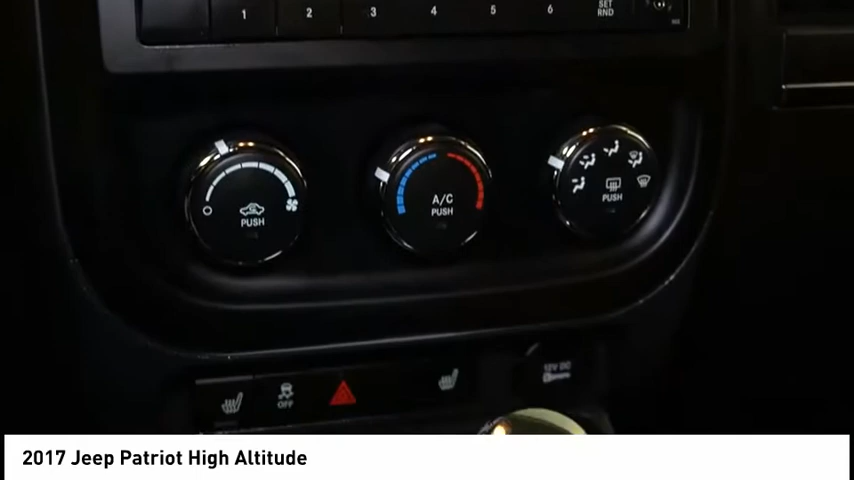 1 2 3 4 5 6 SET
RND
PUSH
A/C
PUSH
PUSH
OFF
12V DC
2017 Jeep Patriot High Altitude